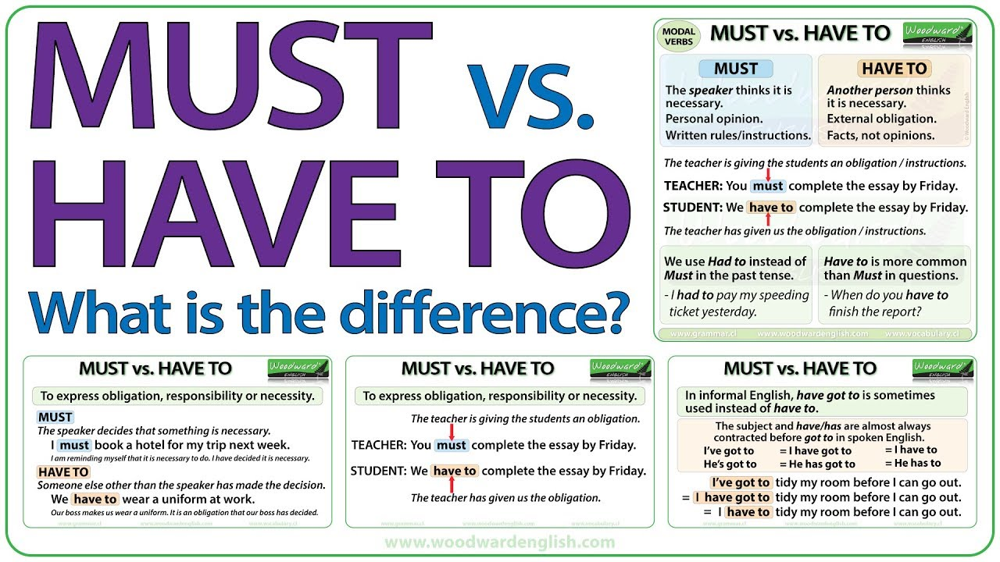 MUST vs.
HAVE TO
What is the difference?
MODAL
VERBS
MUST vs. HAVE TO
Woodward
ENGLISH
MUST
The speaker thinks it is
necessary.
Personal opinion.
Written rules/instructions.
HAVE TO
Another person thinks
it is necessary.
External obligation.
Facts, not opinions.
© Woodward English
The teacher is giving the students an obligation / instructions.
TEACHER: You must complete the essay by Friday.
STUDENT: We have to complete the essay by Friday.
The teacher has given us the obligation / instructions.
We use Had to instead of
Must in the past tense.
- I had to pay my speeding
ticket yesterday.
Have to is more common
than Must in questions.
- When do you have to
finish the report?
www.grammar.cl www.woodwardenglish.com www.vocabulary.cl
MUST vs. HAVE TO
Woodward
ENGLISH
To express obligation, responsibility or necessity.
MUST
The speaker decides that something is necessary.
I must book a hotel for my trip next week.
I am reminding myself that it is necessary to do. I have decided it is necessary.
HAVE TO
Someone else other than the speaker has made the decision.
We have to wear a uniform at work.
Our boss makes us wear a uniform. It is an obligation that our boss has decided.
www.grammar.cl www.woodwardenglish.com www.vocabulary.cl
MUST vs. HAVE TO
Woodward
ENGLISH
To express obligation, responsibility or necessity.
The teacher is giving the students an obligation.
TEACHER: You must complete the essay by Friday.
STUDENT: We have to complete the essay by Friday.
The teacher has given us the obligation.
www.grammar.cl www.woodwardenglish.com www.vocabulary.cl
MUST vs. HAVE TO
Woodward
ENGLISH
In informal English, have got to is sometimes
used instead of have to.
The subject and have/has are almost always
contracted before got to in spoken English.
I've got to = I have got to = I have to
He's got to = He has got to = He has to
I've got to tidy my room before I can go out.
= I have got to tidy my room before I can go out.
= I have to tidy my room before I can go out.
www.grammar.cl www.woodwardenglish.com www.vocabulary.cl
www.woodwardenglish.com